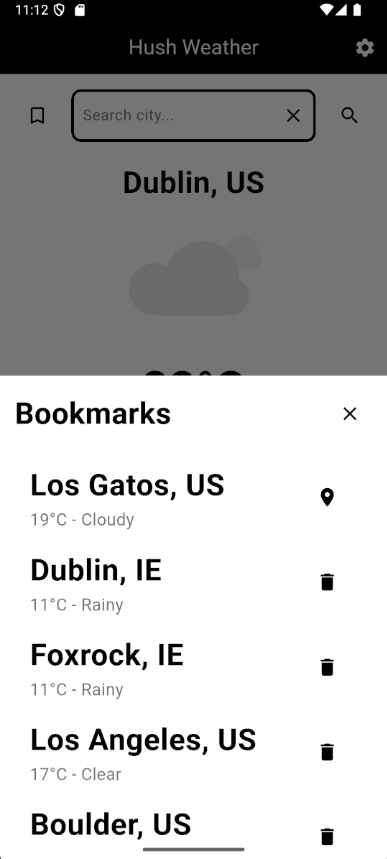 11:12
Hush Weather
Search city...
Dublin, US
Bookmarks
Los Gatos, US
19°C - Cloudy
Dublin, IE
11°C - Rainy
Foxrock, IE
11°C - Rainy
Los Angeles, US
17°C - Clear
Boulder, US